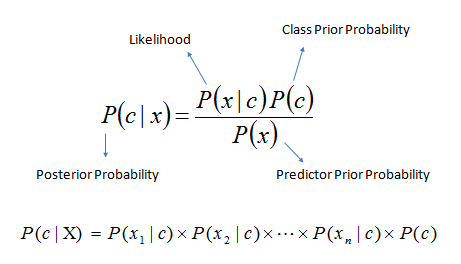 Likelihood
Class Prior Probability
P(c | x) = P(x | c)P(c) / P(x)
Posterior Probability
Predictor Prior Probability
P(c | X) = P(x₁ | c) × P(x₂ | c) × ⋯ × P(xₙ | c) × P(c)